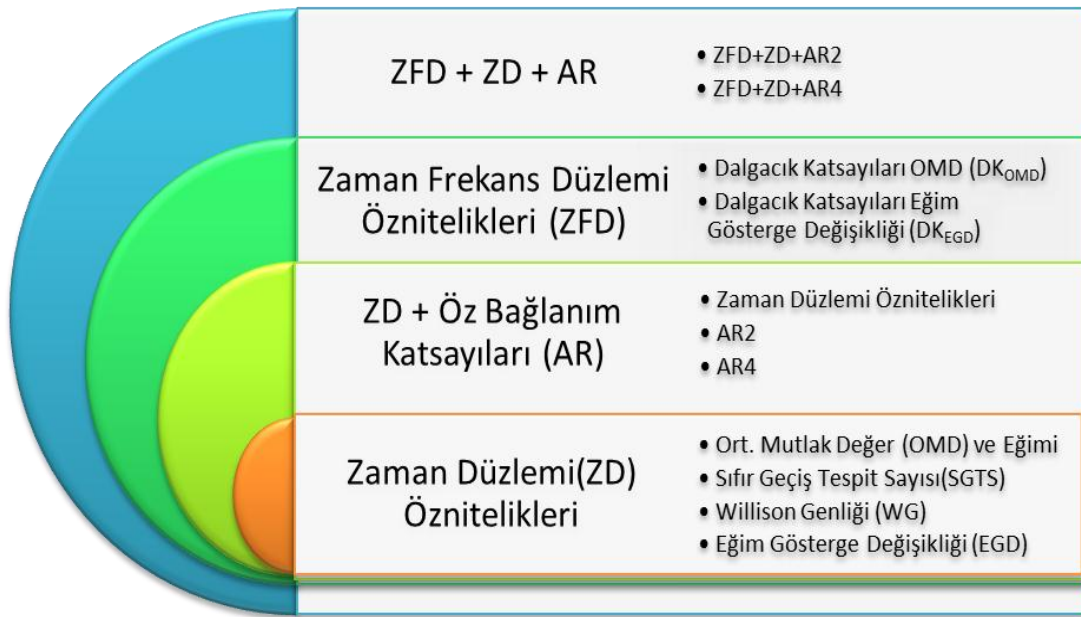 ZFD + ZD + AR
• ZFD+ZD+AR2
• ZFD+ZD+AR4
Zaman Frekans Düzlemi
Öznitelikleri (ZFD)
• Dalgacık Katsayıları OMD (DKOMD)
• Dalgacık Katsayıları Eğim
Gösterge Değişikliği (DKEGD)
ZD + Öz Bağlanım
Katsayıları (AR)
• Zaman Düzlemi Öznitelikleri
• AR2
• AR4
Zaman Düzlemi(ZD)
Öznitelikleri
• Ort. Mutlak Değer (OMD) ve Eğimi
• Sıfır Geçiş Tespit Sayısı(SGTS)
• Willison Genliği (WG)
• Eğim Gösterge Değişikliği (EGD)